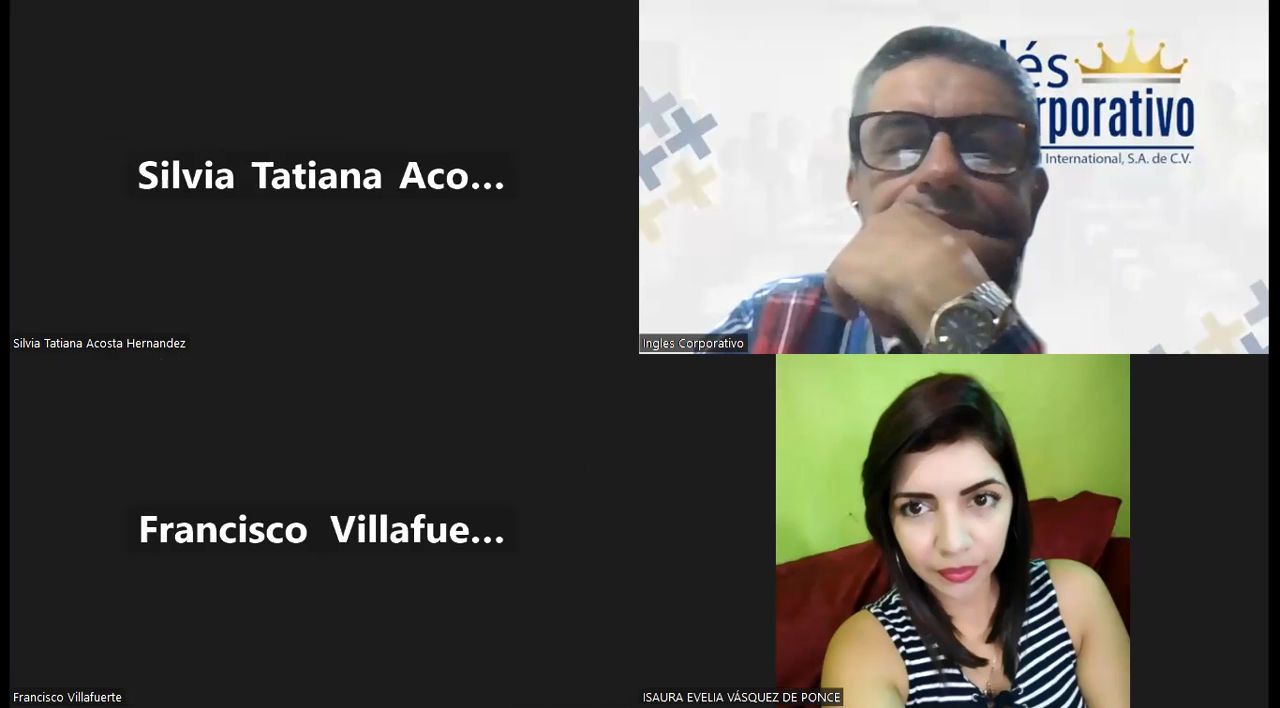 Silvia Tatiana Aco...
Silvia Tatiana Acosta Hernandez
lés
rporativo
l International, S.A. de C.V.
Ingles Corporativo
Francisco Villafue...
Francisco Villafuerte
ISAURA EVELIA VÁSQUEZ DE PONCE